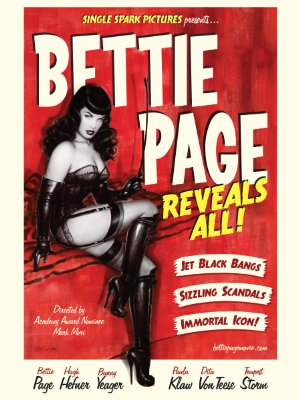 SINGLE SPARK PICTURES presents...
BETTIE
PAGE
REVEALS
ALL!
JET BLACK BANGS
SIZZLING SCANDALS
IMMORTAL ICON!
Directed by
Academy Award Nominee
Mark Mori
bettiepagemovie.com
Bettie Page
Hugh Hefner
Bunny Yeager
Paula Klaw
Dita Von Teese
Tempest Storm